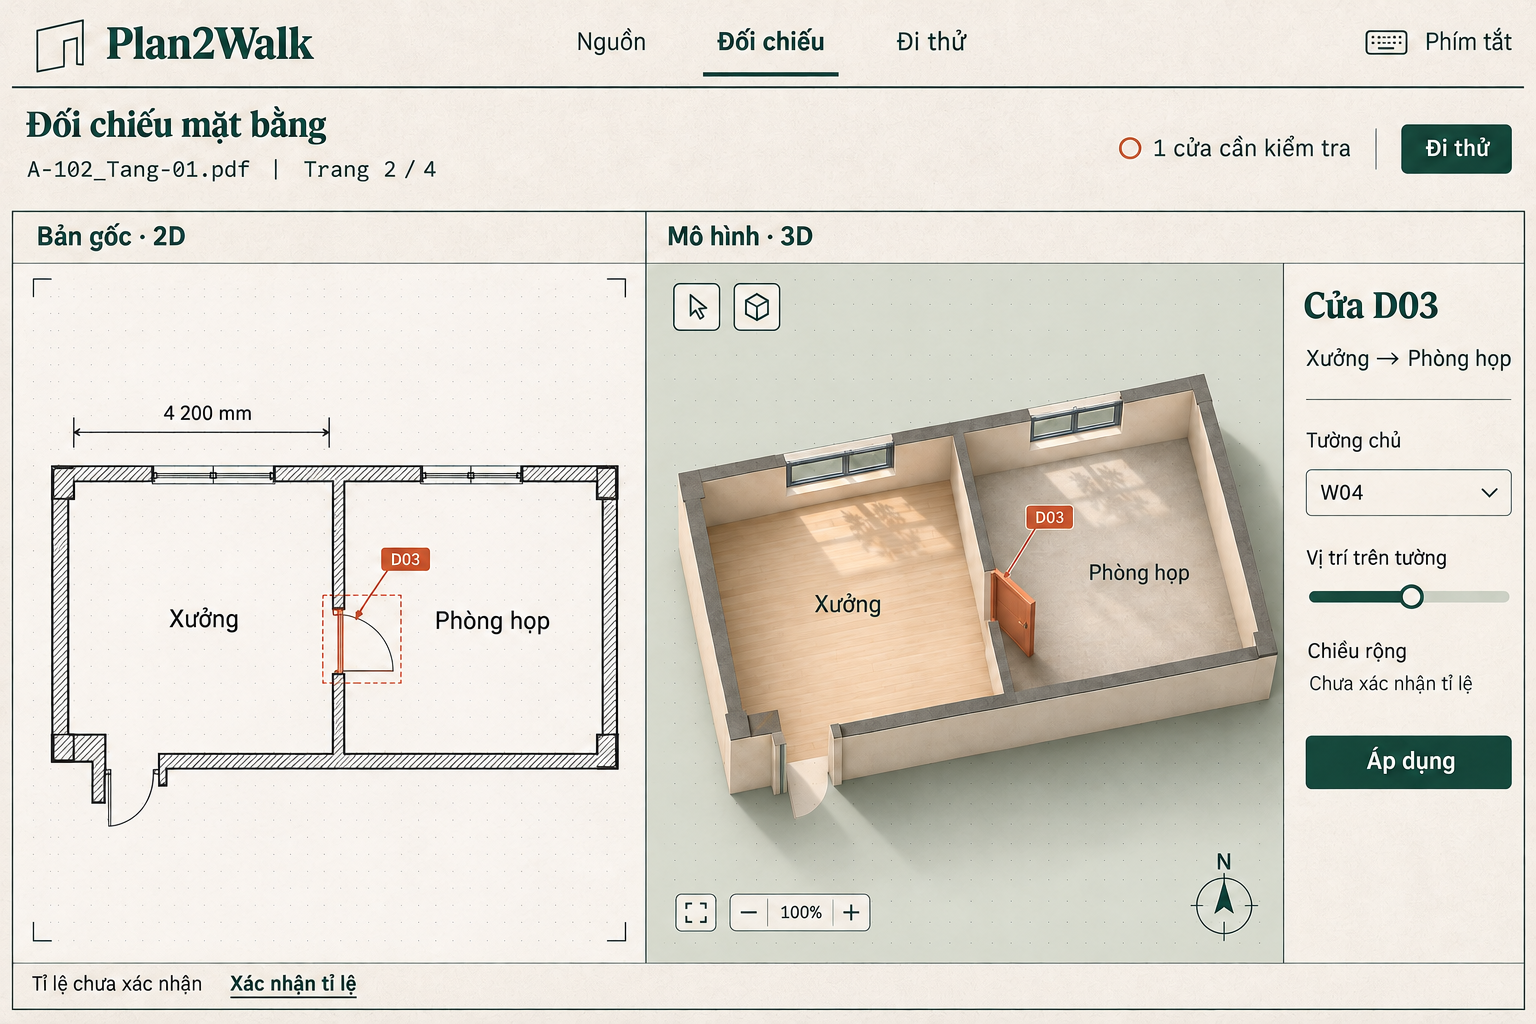 Plan2Walk
Nguồn
Đối chiếu
Đi thử
Phím tắt
Đối chiếu mặt bằng
A-102_Tang-01.pdf | Trang 2 / 4
1 cửa cần kiểm tra
Đi thử
Bản gốc · 2D
4 200 mm
D03
Xưởng
Phòng họp
Mô hình · 3D
D03
Xưởng
Phòng họp
100%
N
Cửa D03
Xưởng → Phòng họp
Tường chủ
W04
Vị trí trên tường
Chiều rộng
Chưa xác nhận tỉ lệ
Áp dụng
Tỉ lệ chưa xác nhận
Xác nhận tỉ lệ